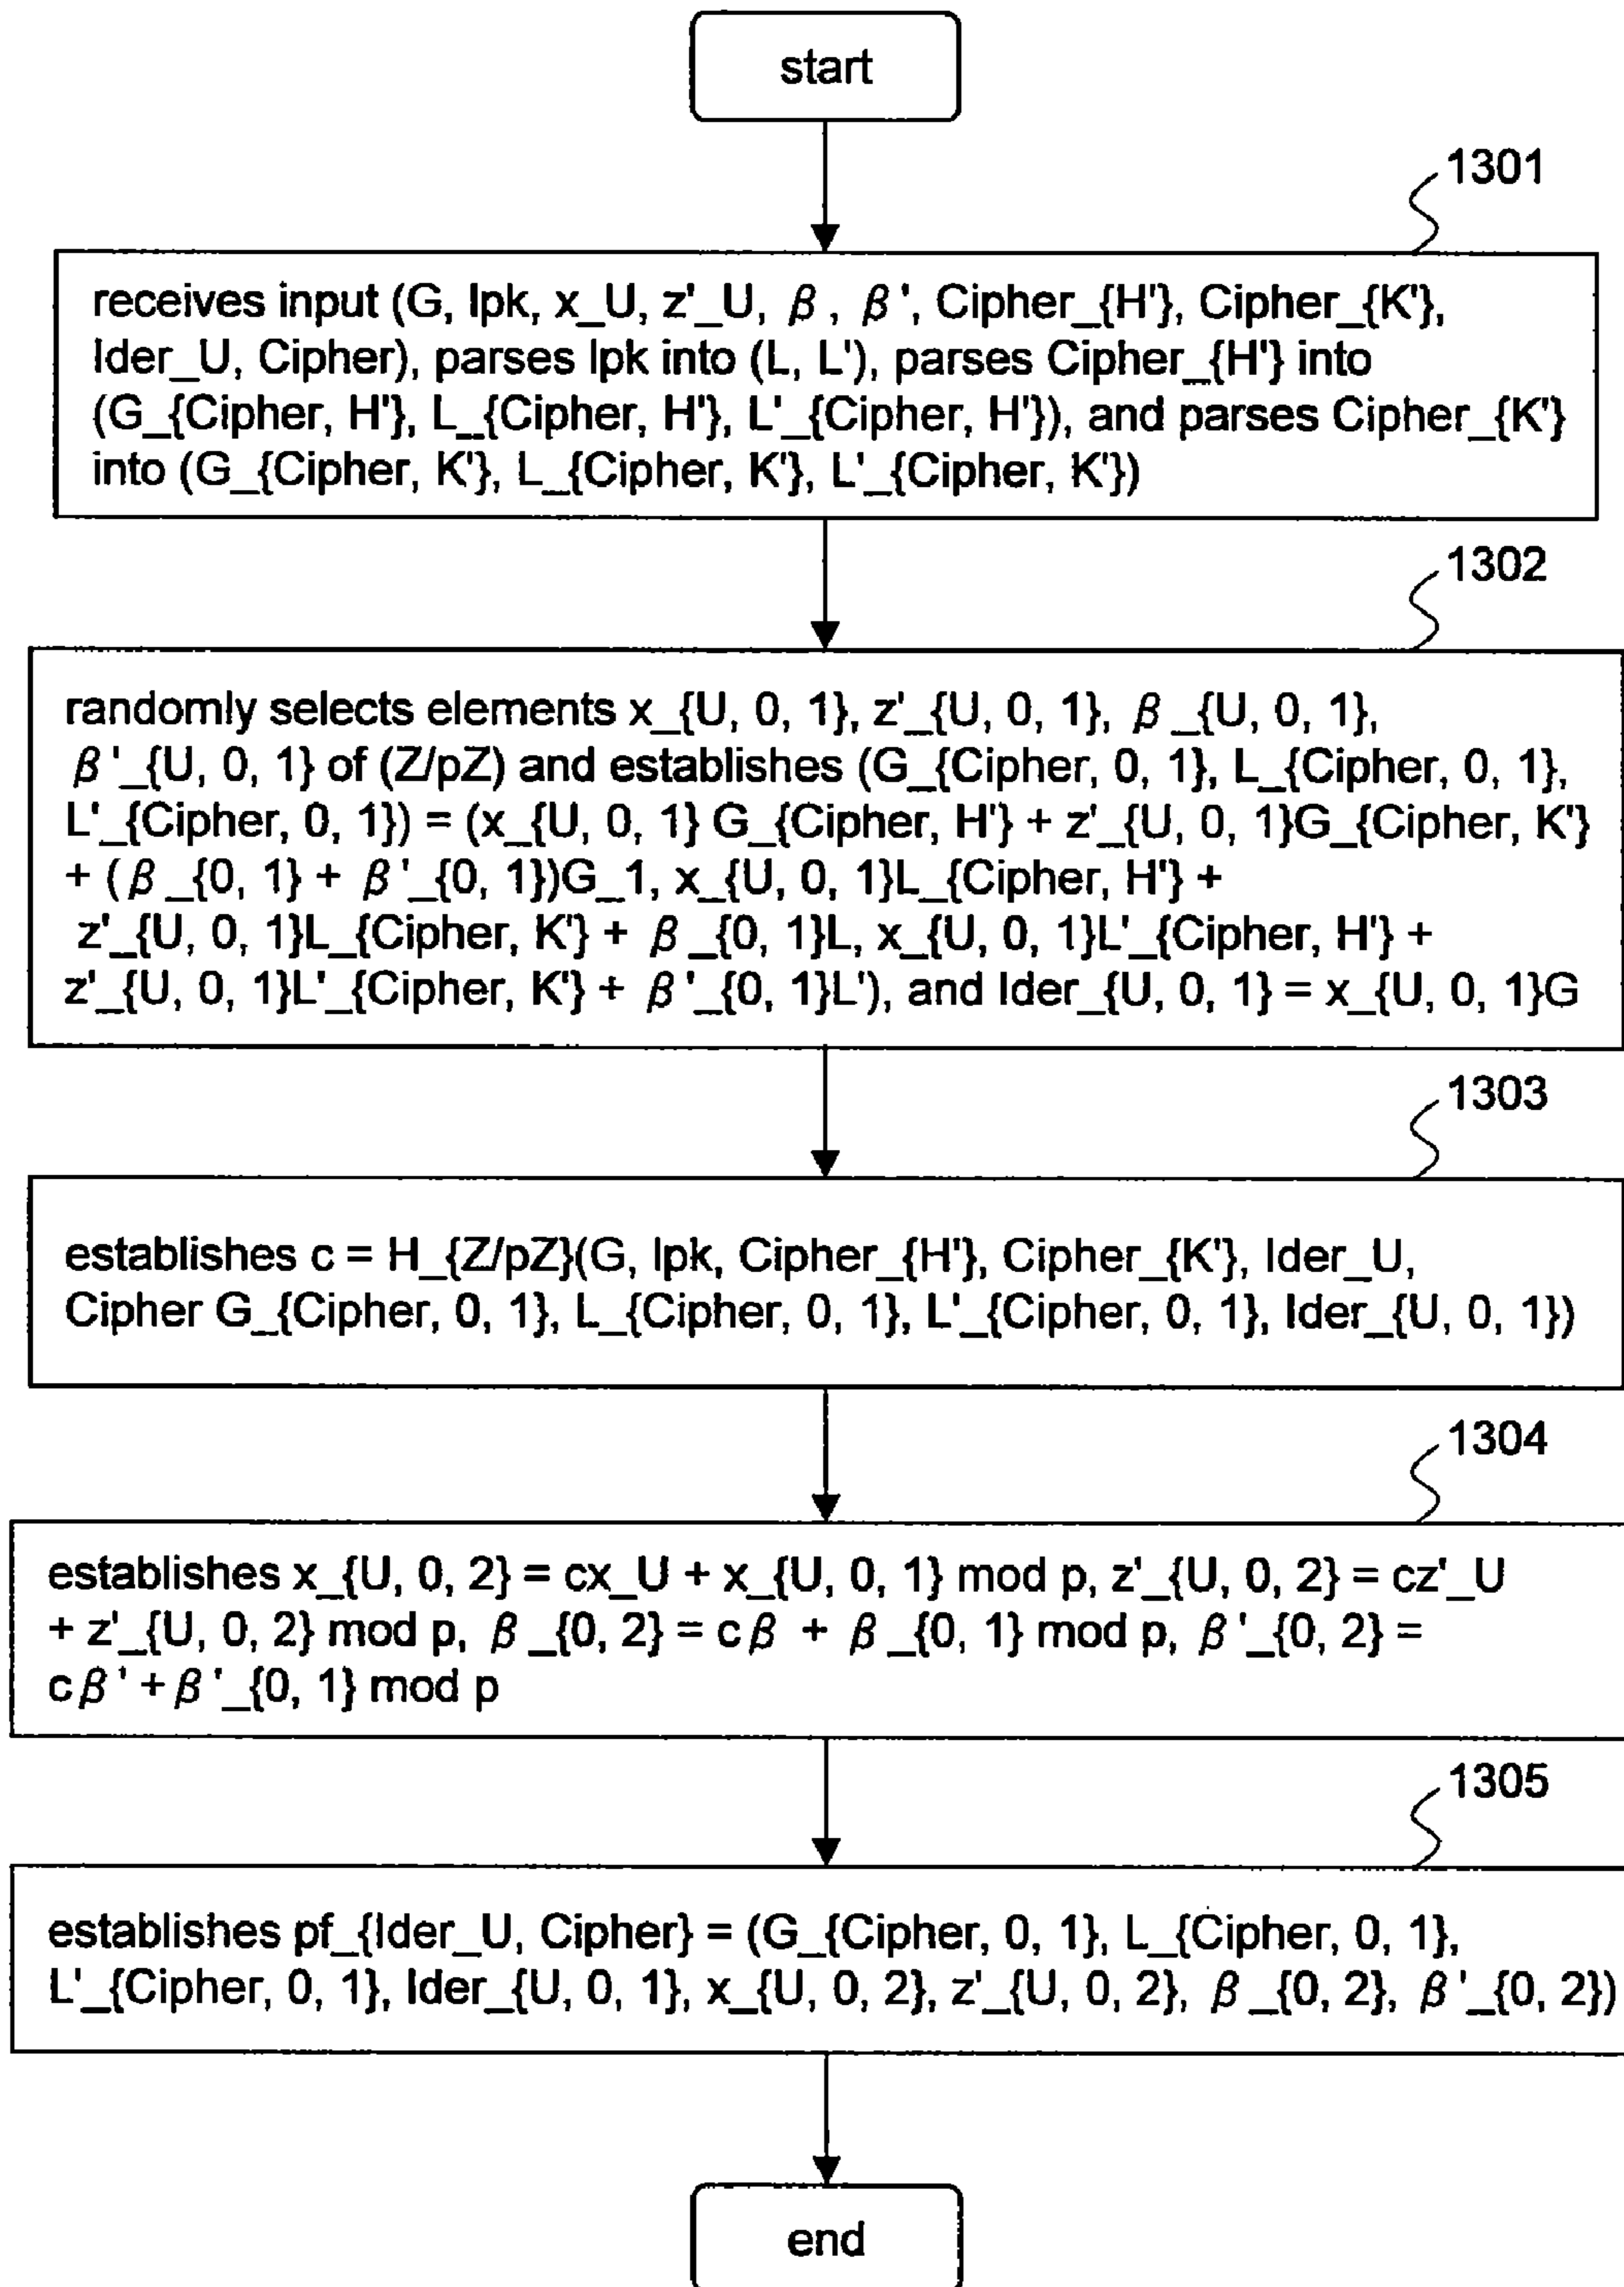 start
1301
receives input (G, lpk, x_U, z'_U, β, β', Cipher_{H'}, Cipher_{K'},
Ider_U, Cipher), parses lpk into (L, L'), parses Cipher_{H'} into
(G_{Cipher, H'}, L_{Cipher, H'}, L'_{Cipher, H'}), and parses Cipher_{K'}
into (G_{Cipher, K'}, L_{Cipher, K'}, L'_{Cipher, K'})
1302
randomly selects elements x_{U, 0, 1}, z'_{U, 0, 1}, β_{U, 0, 1},
β'_{U, 0, 1} of (Z/pZ) and establishes (G_{Cipher, 0, 1}, L_{Cipher, 0, 1},
L'_{Cipher, 0, 1}) = (x_{U, 0, 1} G_{Cipher, H'} + z'_{U, 0, 1}G_{Cipher, K'}
+ (β_{0, 1} + β'_{0, 1})G_1, x_{U, 0, 1}L_{Cipher, H'} +
z'_{U, 0, 1}L_{Cipher, K'} + β_{0, 1}L, x_{U, 0, 1}L'_{Cipher, H'} +
z'_{U, 0, 1}L'_{Cipher, K'} + β'_{0, 1}L'), and Ider_{U, 0, 1} = x_{U, 0, 1}G
1303
establishes c = H_{Z/pZ}(G, lpk, Cipher_{H'}, Cipher_{K'}, Ider_U,
Cipher G_{Cipher, 0, 1}, L_{Cipher, 0, 1}, L'_{Cipher, 0, 1}, Ider_{U, 0, 1})
1304
establishes x_{U, 0, 2} = cx_U + x_{U, 0, 1} mod p, z'_{U, 0, 2} = cz'_U
+ z'_{U, 0, 2} mod p, β_{0, 2} = cβ + β_{0, 1} mod p, β'_{0, 2} =
cβ' + β'_{0, 1} mod p
1305
establishes pf_{Ider_U, Cipher} = (G_{Cipher, 0, 1}, L_{Cipher, 0, 1},
L'_{Cipher, 0, 1}, Ider_{U, 0, 1}, x_{U, 0, 2}, z'_{U, 0, 2}, β_{0, 2}, β'_{0, 2})
end